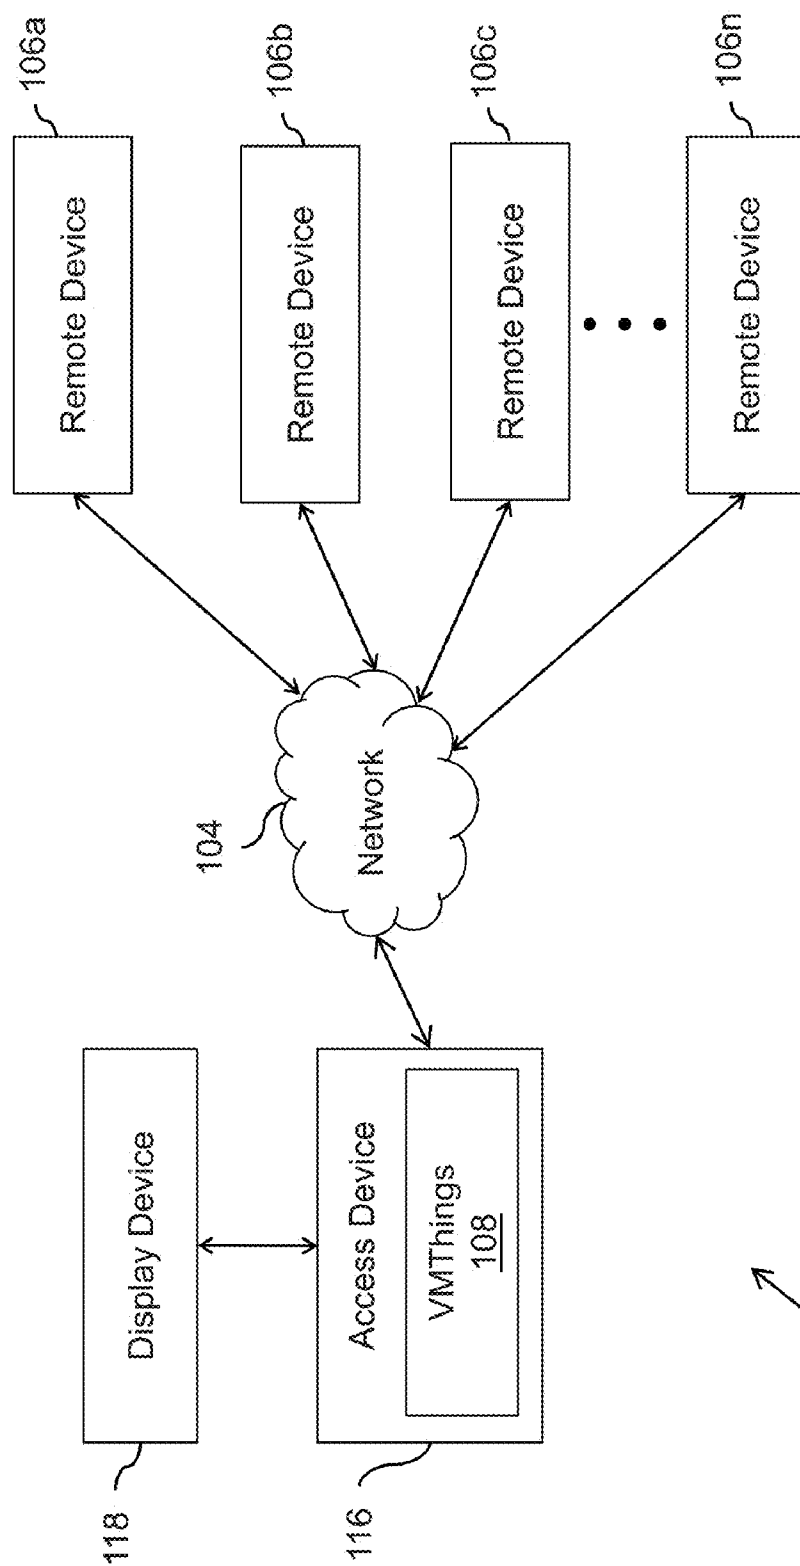 118
Display Device
116
Access Device
VMThings
108
104
Network
106a
Remote Device
106b
Remote Device
106c
Remote Device
106n
Remote Device